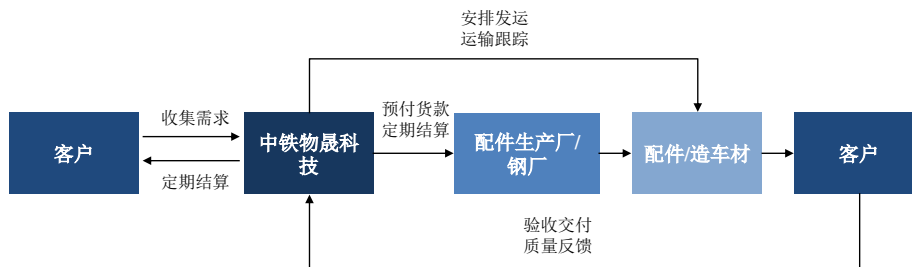 安排发运
运输跟踪
收集需求
预付货款
定期结算
客户
中铁物晟科
技
配件生产厂/
钢厂
配件/造车材
客户
定期结算
验收交付
质量反馈